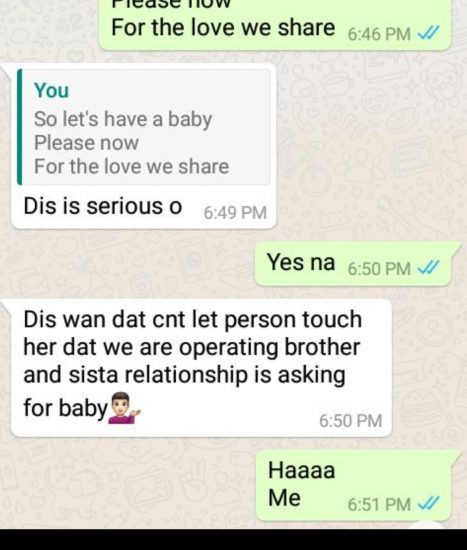 Please now
For the love we share 6:46 PM
You
So let's have a baby
Please now
For the love we share
Dis is serious o 6:49 PM
Yes na 6:50 PM
Dis wan dat cnt let person touch
her dat we are operating brother
and sista relationship is asking
for baby💁🏻‍♂️
6:50 PM
Haaaa
Me 6:51 PM